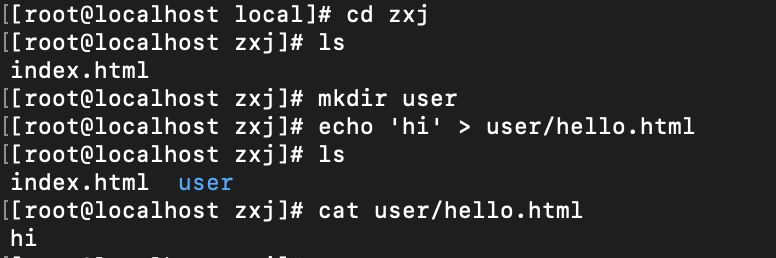 [[root@localhost local]# cd zxj
[[root@localhost zxj]# ls
index.html
[[root@localhost zxj]# mkdir user
[[root@localhost zxj]# echo 'hi' > user/hello.html
[[root@localhost zxj]# ls
index.html  user
[[root@localhost zxj]# cat user/hello.html
hi